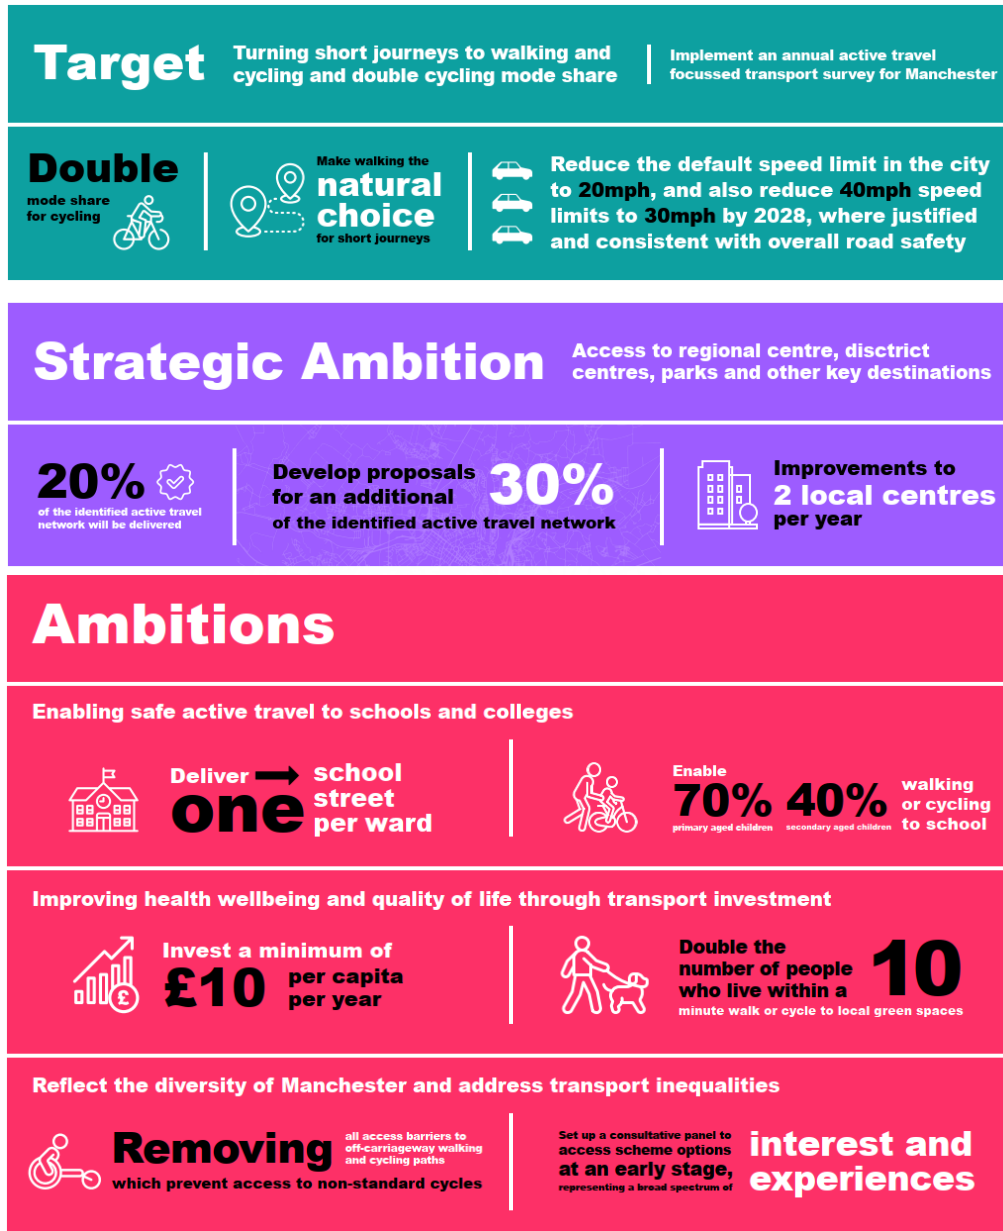 Target
Turning short journeys to walking and
cycling and double cycling mode share
Implement an annual active travel
focussed transport survey for Manchester
Double
mode share
for cycling
Make walking the
natural
choice
for short journeys
Reduce the default speed limit in the city
to 20mph, and also reduce 40mph speed
limits to 30mph by 2028, where justified
and consistent with overall road safety
Strategic Ambition
Access to regional centre, disctrict
centres, parks and other key destinations
20%
of the identified active travel
network will be delivered
Develop proposals
for an additional
30%
of the identified active travel network
Improvements to
2 local centres
per year
Ambitions
Enabling safe active travel to schools and colleges
Deliver
one
school
street
per ward
Enable
70%
primary aged children
40%
secondary aged children
walking
or cycling
to school
Improving health wellbeing and quality of life through transport investment
£
Invest a minimum of
£10
per capita
per year
Double the
number of people
who live within a
10
minute walk or cycle to local green spaces
Reflect the diversity of Manchester and address transport inequalities
Removing
all access barriers to
off-carriageway walking
and cycling paths
which prevent access to non-standard cycles
Set up a consultative panel to
access scheme options
at an early stage,
representing a broad spectrum of
interest and
experiences